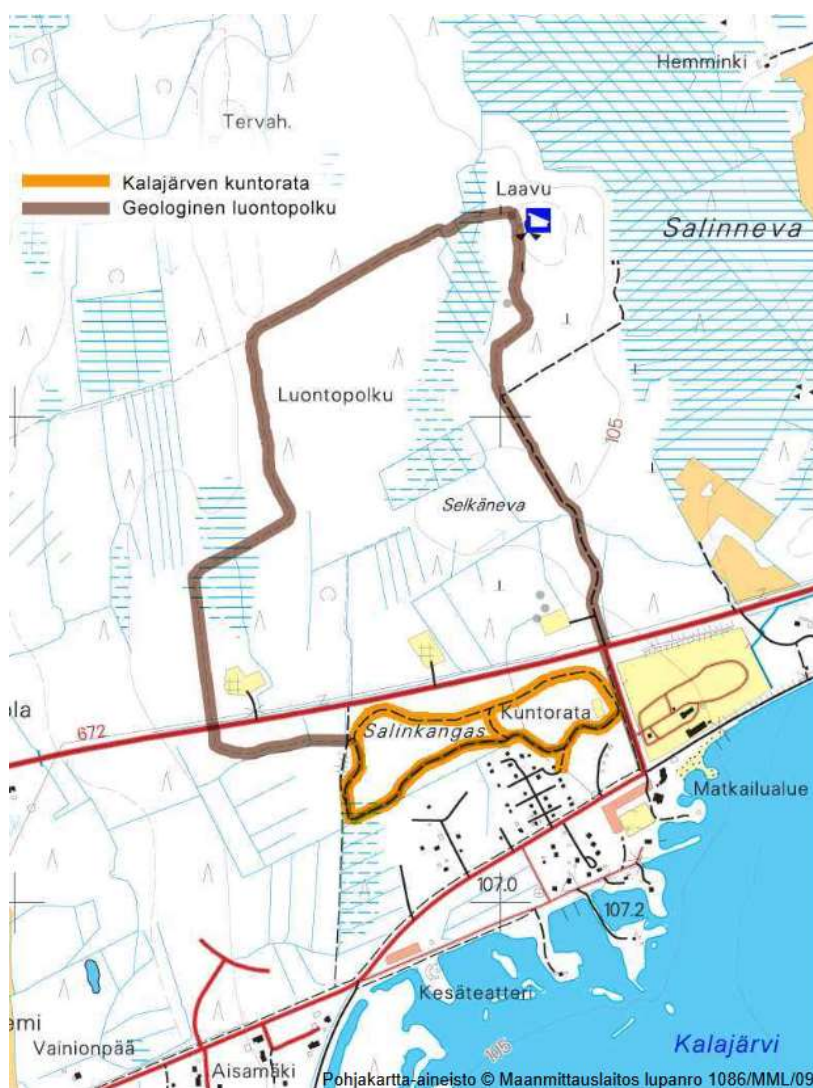 Hemminki
Tervah.
Kalajärven kuntorata
Geologinen luontopolku
Laavu
Salinneva
Luontopolku
105
Selkäneva
ola
672
Salinkangas
Kuntorata
Matkailualue
107.0
107.2
Kesäteatteri
emi
Vainionpää
Aisamäki
105
Kalajärvi
Pohjakartta-aineisto © Maanmittauslaitos lupanro 1086/MML/09